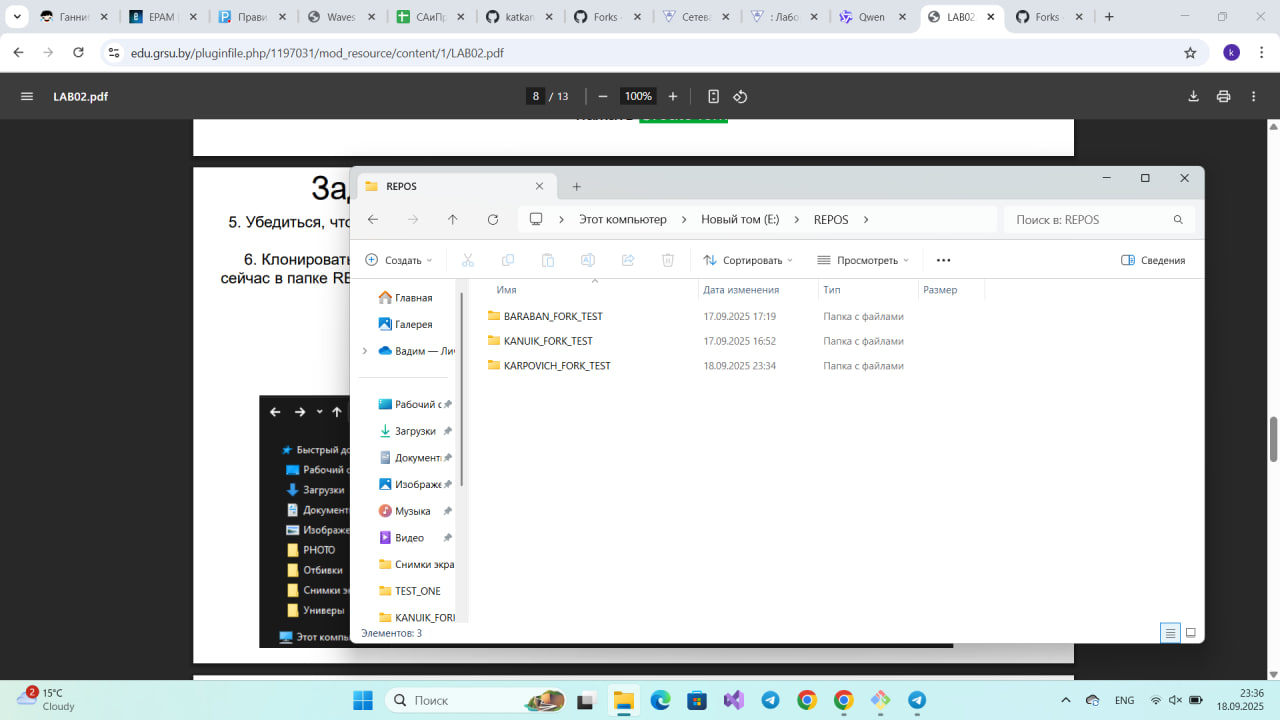 Ганни
EPAM
Прави
Waves
САиПр
katkan
Forks -
Сетев
: Лабо
Qwen
LAB02.
Forks -
edu.grsu.by/pluginfile.php/1197031/mod_resource/content/1/LAB02.pdf
k
LAB02.pdf
8 / 13
100%
Зад
5. Убедиться, что
6. Клонировать
сейчас в папке RE
REPOS
Этот компьютер
Новый том (E:)
REPOS
Поиск в: REPOS
Создать
Сортировать
Просмотреть
Сведения
Имя
Дата изменения
Тип
Размер
BARABAN_FORK_TEST 17.09.2025 17:19 Папка с файлами
KANUIK_FORK_TEST 17.09.2025 16:52 Папка с файлами
KARPOVICH_FORK_TEST 18.09.2025 23:34 Папка с файлами
Главная
Галерея
Вадим — Ли
Рабочий с
Загрузки
Документ
Изображе
Музыка
Видео
Снимки экра
TEST_ONE
KANUIK_FORK
Элементов: 3
Быстрый до
Рабочий с
Загрузки
Документ
Изображе
PHOTO
Отбивки
Снимки эк
Универы
Этот компь
2
15°C
Cloudy
Поиск
ENG
23:36
18.09.2025